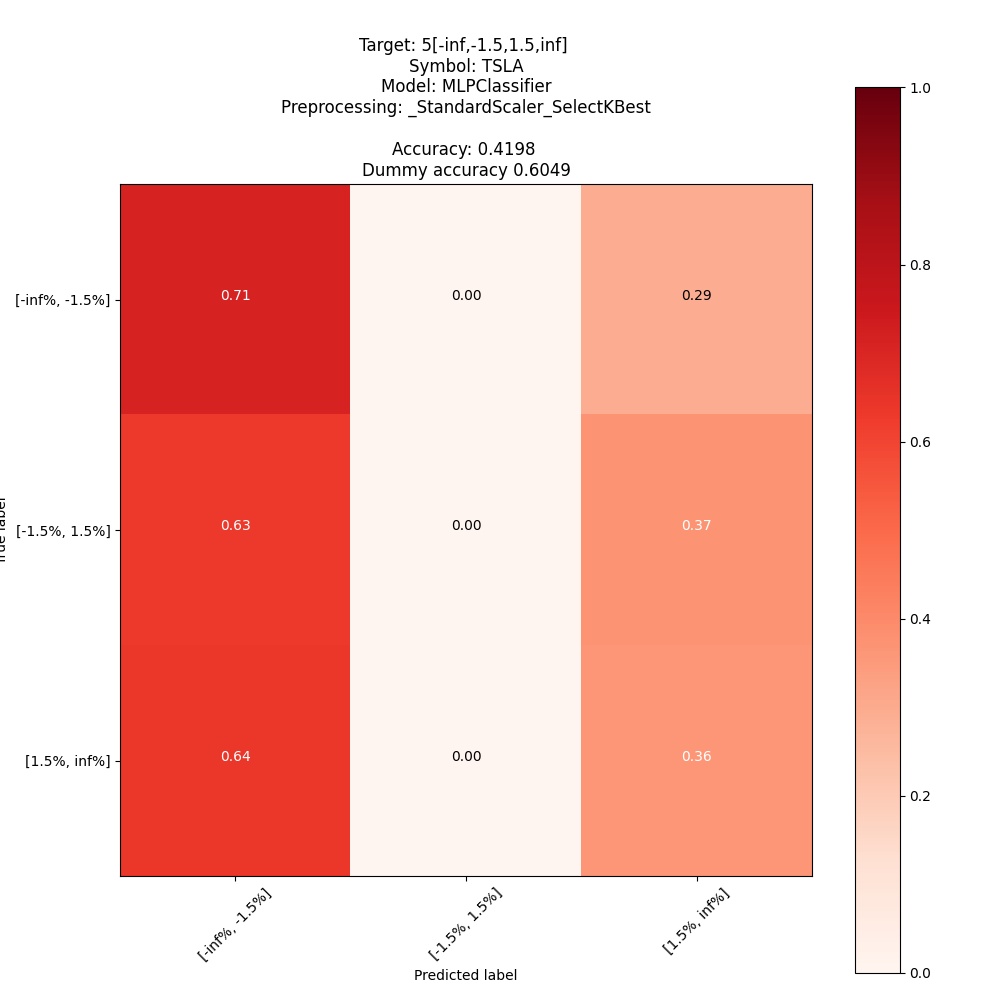 Target: 5[-inf,-1.5,1.5,inf]
Symbol: TSLA
Model: MLPClassifier
Preprocessing: _StandardScaler_SelectKBest
Accuracy: 0.4198
Dummy accuracy 0.6049
1.0
0.8
0.6
0.4
0.2
0.0
[-inf%, -1.5%]
0.71
0.00
0.29
[-1.5%, 1.5%]
0.63
0.00
0.37
[1.5%, inf%]
0.64
0.00
0.36
[-inf%, -1.5%]
[-1.5%, 1.5%]
[1.5%, inf%]
Predicted label